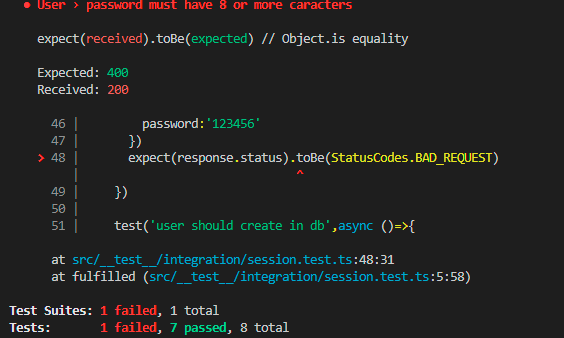 ● User › password must have 8 or more caracters
expect(received).toBe(expected) // Object.is equality
Expected: 400
Received: 200
46 |         password:'123456'
47 |       })
> 48 |       expect(response.status).toBe(StatusCodes.BAD_REQUEST)
|                               ^
49 |     })
50 |
51 |     test('user should create in db',async ()=>{
at src/__test__/integration/session.test.ts:48:31
at fulfilled (src/__test__/integration/session.test.ts:5:58)
Test Suites: 1 failed, 1 total
Tests:       1 failed, 7 passed, 8 total